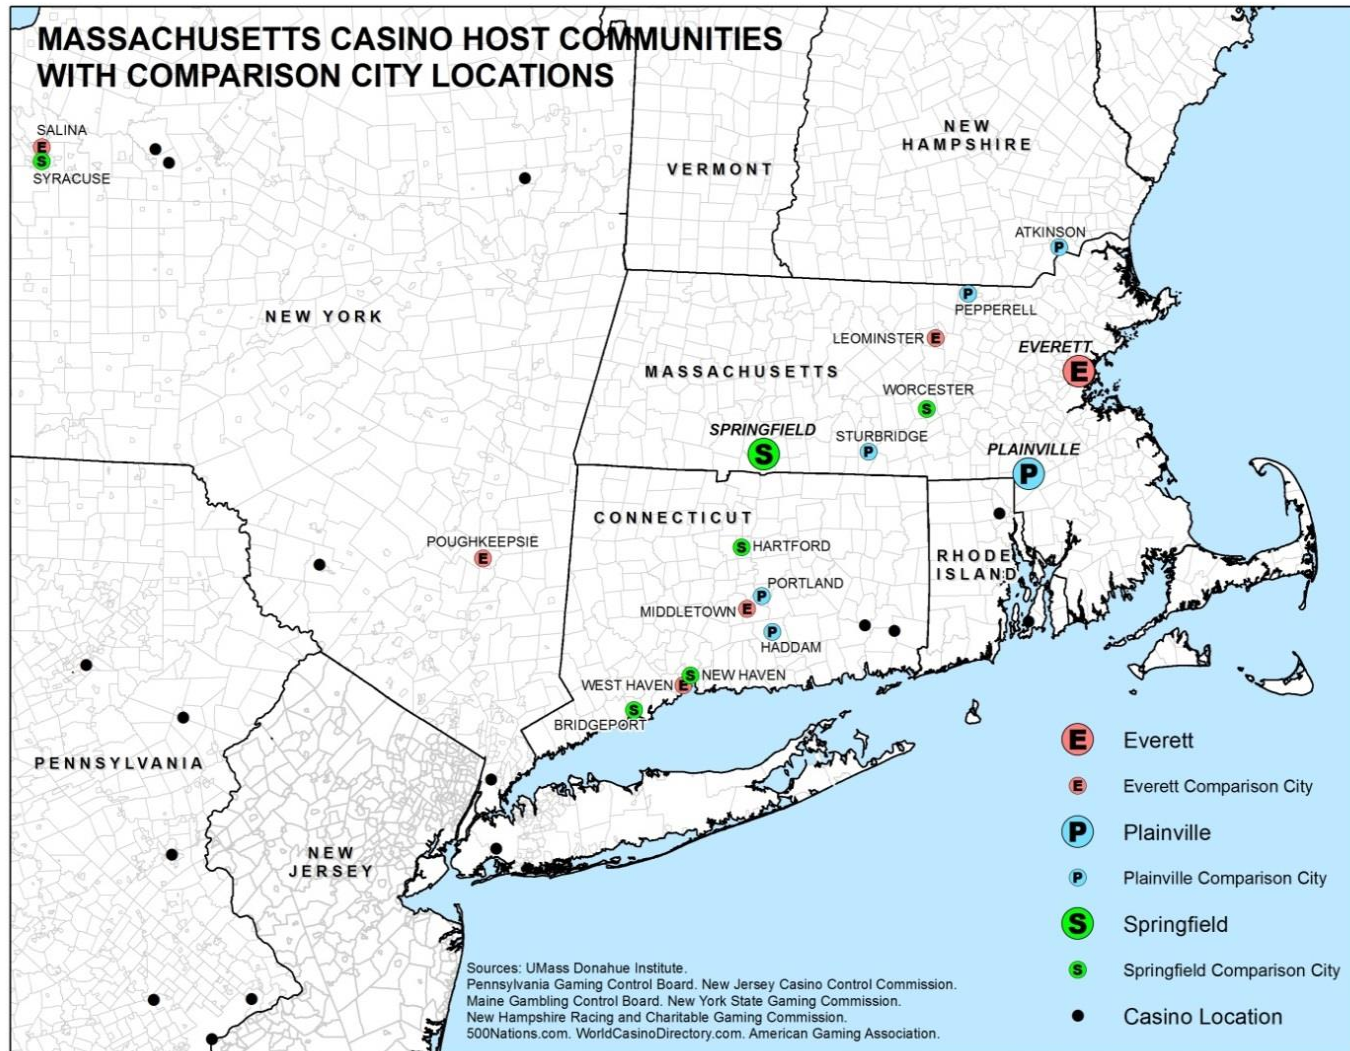 MASSACHUSETTS CASINO HOST COMMUNITIES
WITH COMPARISON CITY LOCATIONS
SALINA
E
S
SYRACUSE
VERMONT
NEW
HAMPSHIRE
ATKINSON
P
P
PEPPERELL
NEW YORK
LEOMINSTER E
EVERETT
E
MASSACHUSETTS
WORCESTER
S
SPRINGFIELD
S
STURBRIDGE
P
PLAINVILLE
P
CONNECTICUT
POUGHKEEPSIE
E
S HARTFORD
RHODE
ISLAND
PORTLAND
P
MIDDLETOWN E
P
HADDAM
S NEW HAVEN
WEST HAVEN E
S
BRIDGEPORT
PENNSYLVANIA
NEW
JERSEY
E Everett
E Everett Comparison City
P Plainville
P Plainville Comparison City
S Springfield
S Springfield Comparison City
Casino Location
Sources: UMass Donahue Institute.
Pennsylvania Gaming Control Board. New Jersey Casino Control Commission.
Maine Gambling Control Board. New York State Gaming Commission.
New Hampshire Racing and Charitable Gaming Commission.
500Nations.com. WorldCasinoDirectory.com. American Gaming Association.